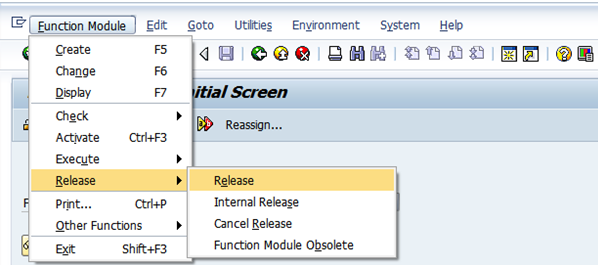 Function Module Edit Goto Utilities Environment System Help
Create F5
Change F6
Display F7
nitial Screen
Check
Reassign...
Activate Ctrl+F3
Execute
Release
Release
Print... Ctrl+P
Internal Release
Other Functions
Cancel Release
Exit Shift+F3
Function Module Obsolete